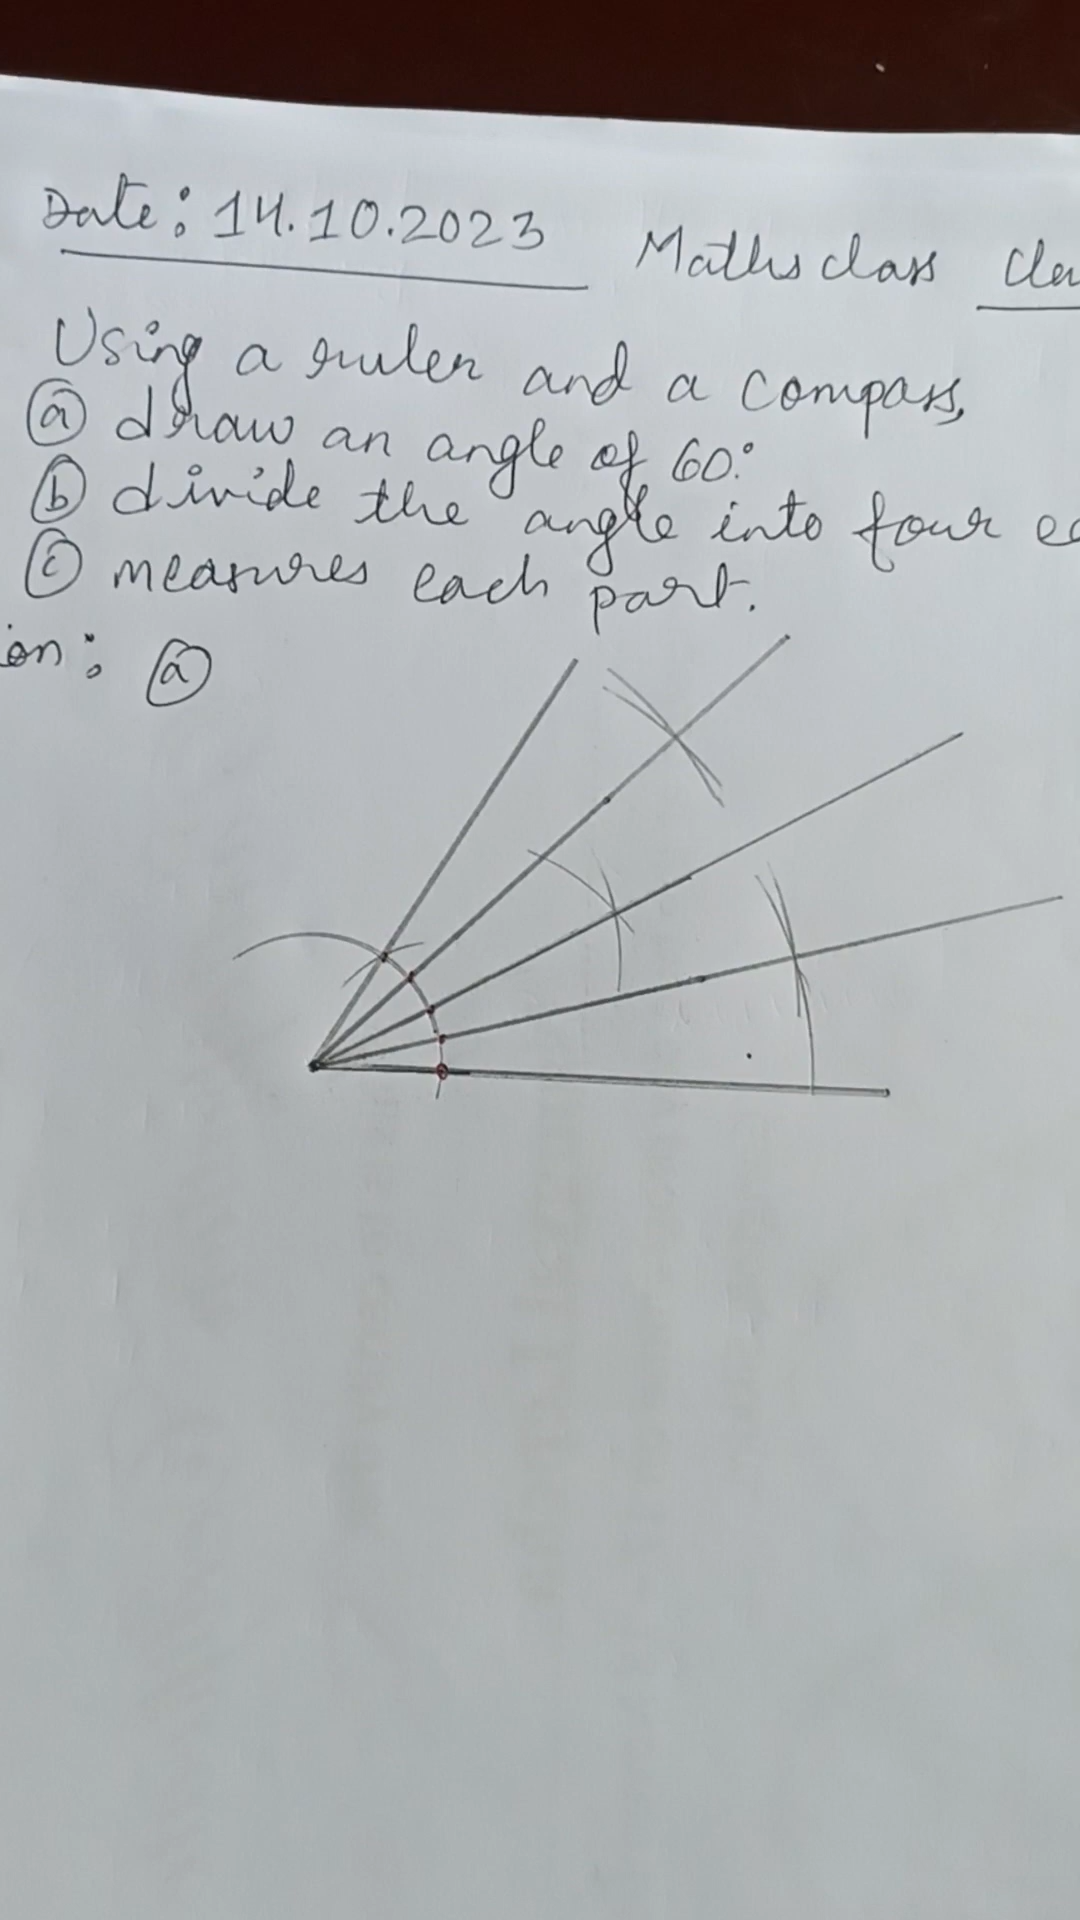 Date: 14.10.2023 Maths class
Using a ruler and a compass,
ⓐ draw an angle of 60°.
ⓑ divide the angle into four
ⓒ measures each part.
ⓐ